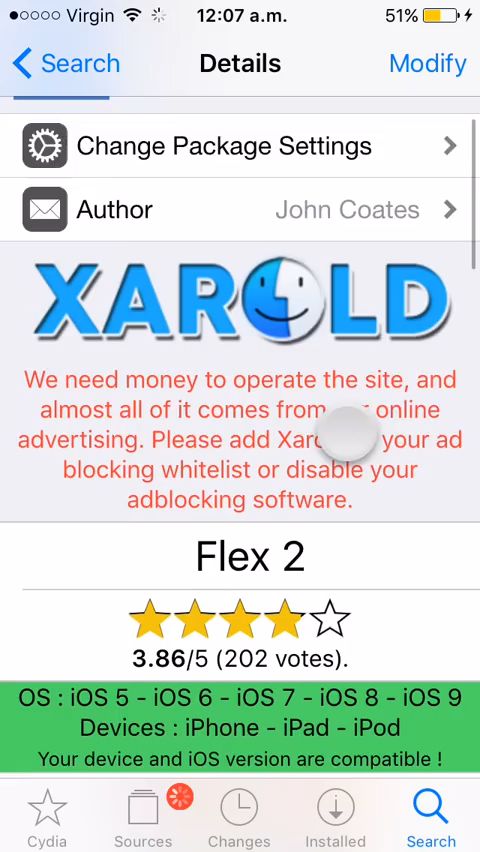 Virgin 12:07 a.m. 51%
Search Details Modify
Change Package Settings
Author John Coates
XAROLD
We need money to operate the site, and
almost all of it comes from online
advertising. Please add your ad
blocking whitelist or disable your
adblocking software.
Flex 2
3.86/5 (202 votes).
OS : iOS 5 - iOS 6 - iOS 7 - iOS 8 - iOS 9
Devices : iPhone - iPad - iPod
Your device and iOS version are compatible !
Cydia Sources Changes Installed Search